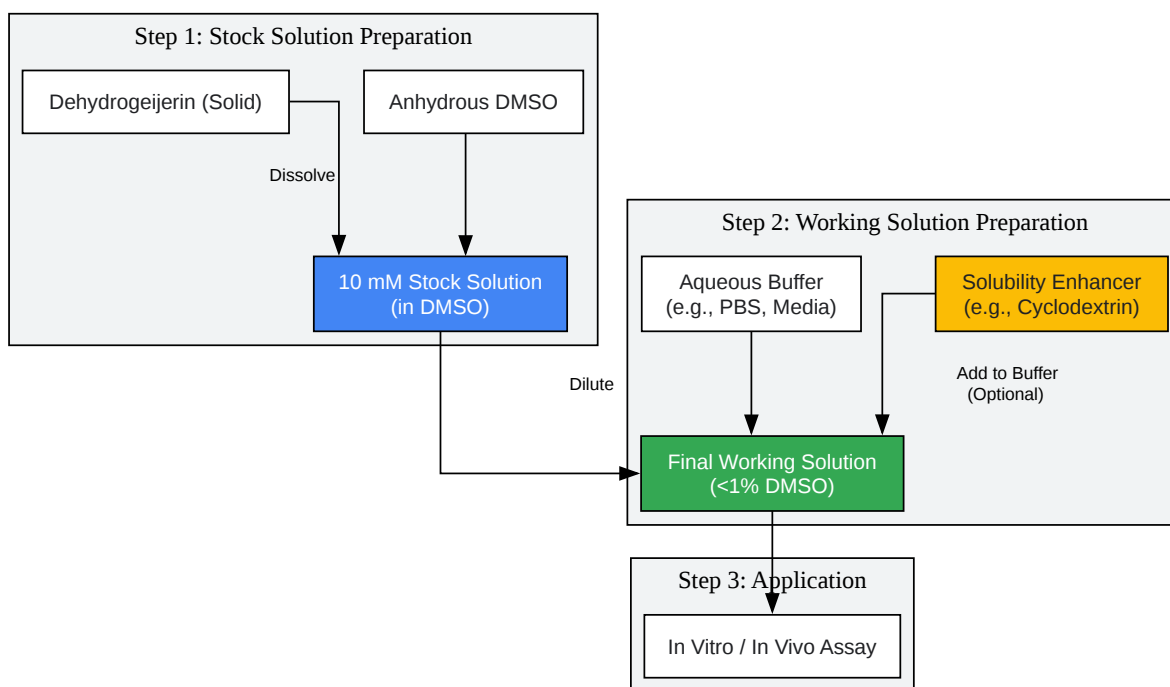 Step 1: Stock Solution Preparation
Dehydrogeijerin (Solid)
Anhydrous DMSO
Dissolve
10 mM Stock Solution
(in DMSO)
Dilute
Step 2: Working Solution Preparation
Aqueous Buffer
(e.g., PBS, Media)
Solubility Enhancer
(e.g., Cyclodextrin)
Add to Buffer
(Optional)
Final Working Solution
(<1% DMSO)
Step 3: Application
In Vitro / In Vivo Assay